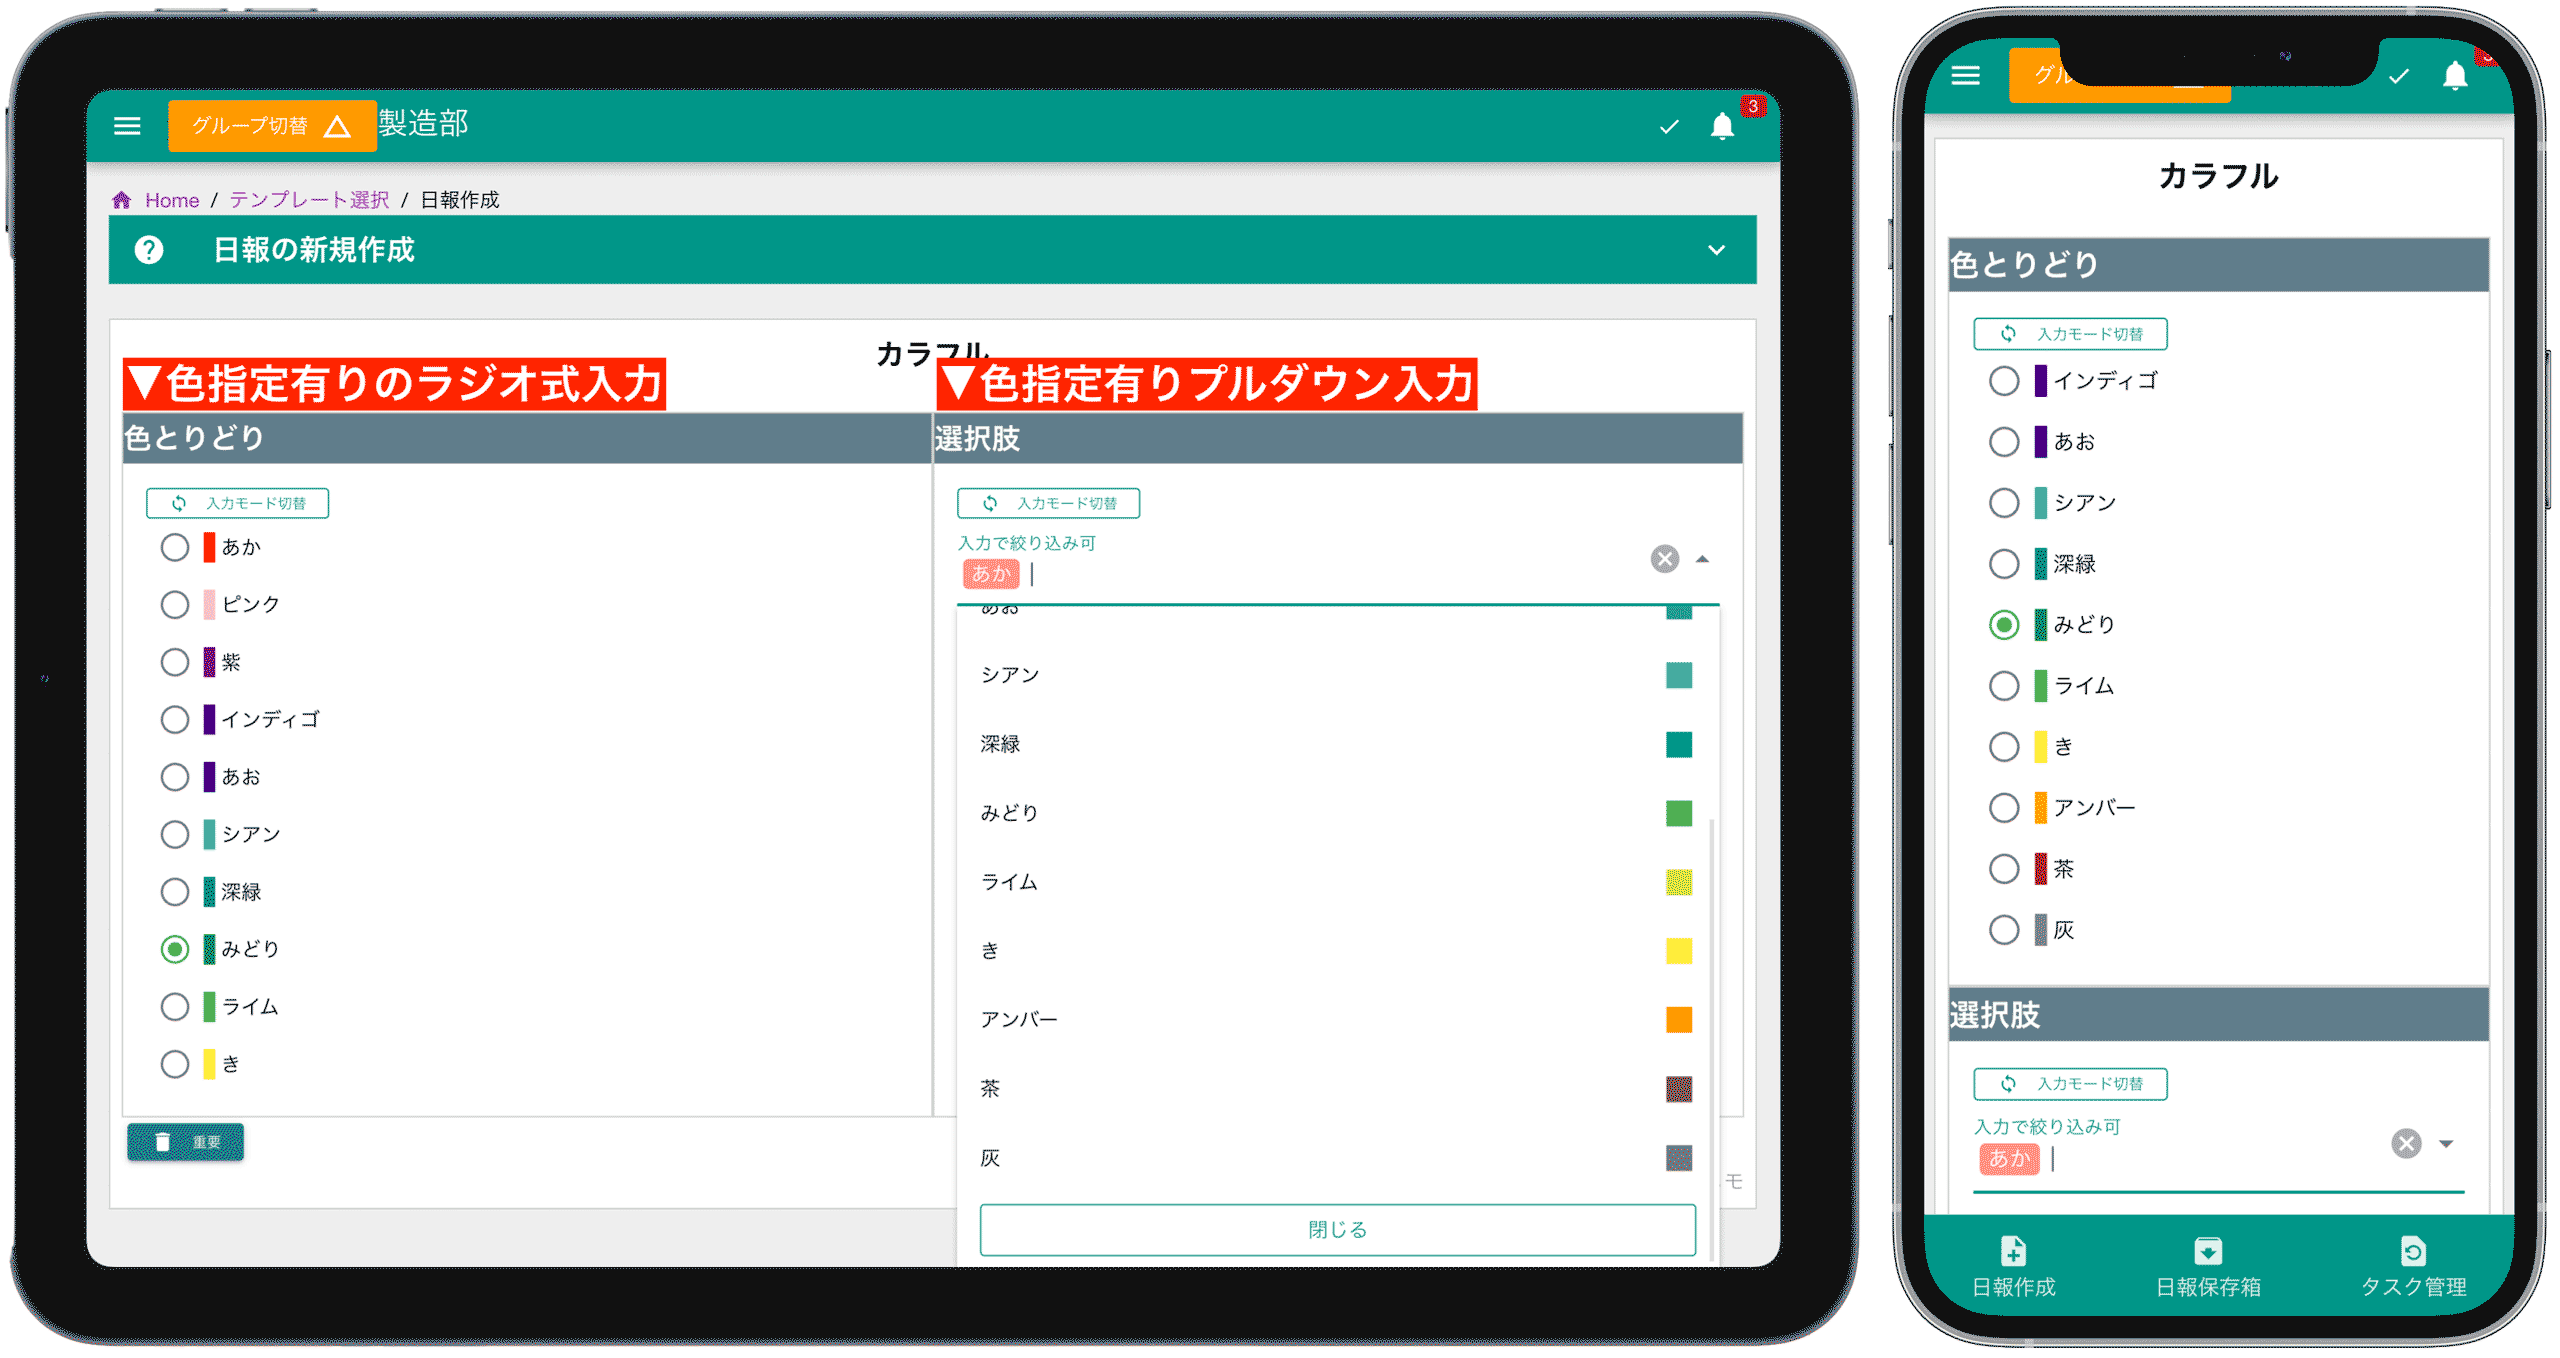 グループ切替 製造部
3
Home / テンプレート選択 / 日報作成
日報の新規作成
カラフル
▼色指定有りのラジオ式入力
色とりどり
入力モード切替
あか
ピンク
紫
インディゴ
あお
シアン
深緑
みどり
ライム
き
重要
▼色指定有りプルダウン入力
選択肢
入力モード切替
入力で絞り込み可
あか
あお
シアン
深緑
みどり
ライム
き
アンバー
茶
灰
モ
閉じる
グル
カラフル
色とりどり
入力モード切替
インディゴ
あお
シアン
深緑
みどり
ライム
き
アンバー
茶
灰
選択肢
入力モード切替
入力で絞り込み可
あか
日報作成 日報保存箱 タスク管理